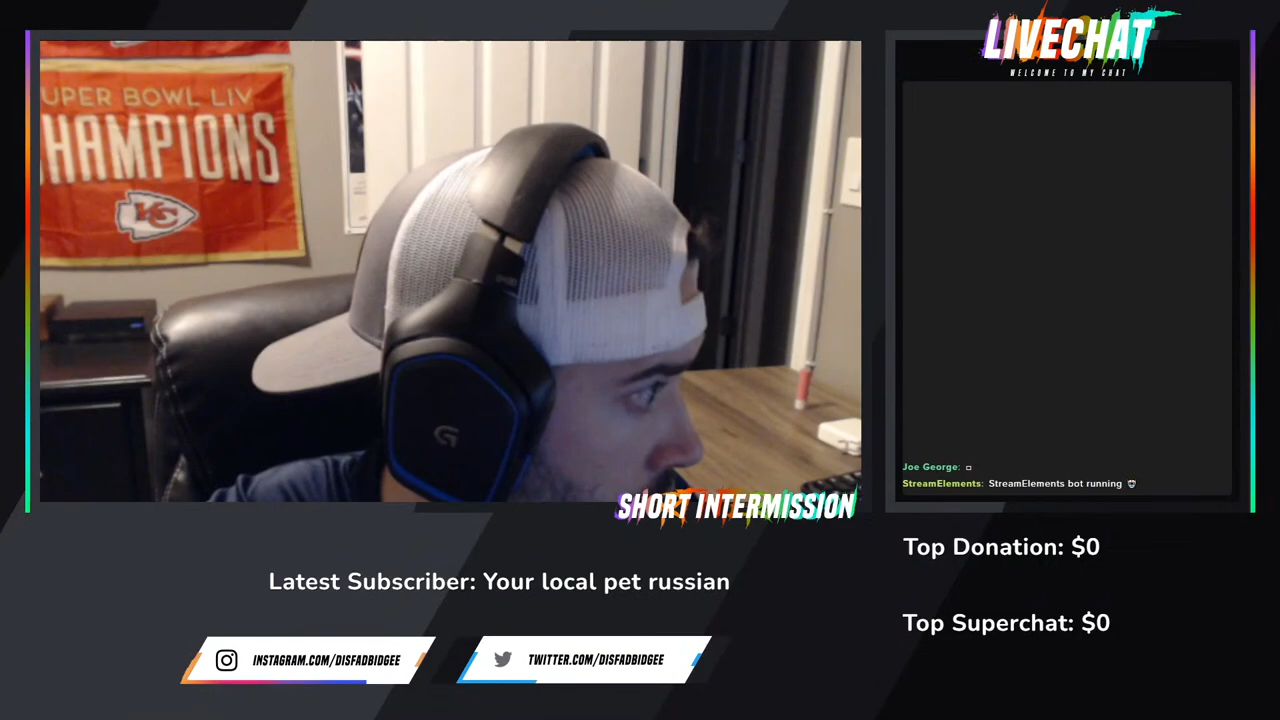 UPER BOWL LIV
HAMPIONS
KC
G
LIVECHAT
WELCOME TO MY CHAT
Joe George:
StreamElements: StreamElements bot running
SHORT INTERMISSION
Top Donation: $0
Latest Subscriber: Your local pet russian
Top Superchat: $0
INSTAGRAM.COM/DISFADBIDGEE
TWITTER.COM/DISFADBIDGEE